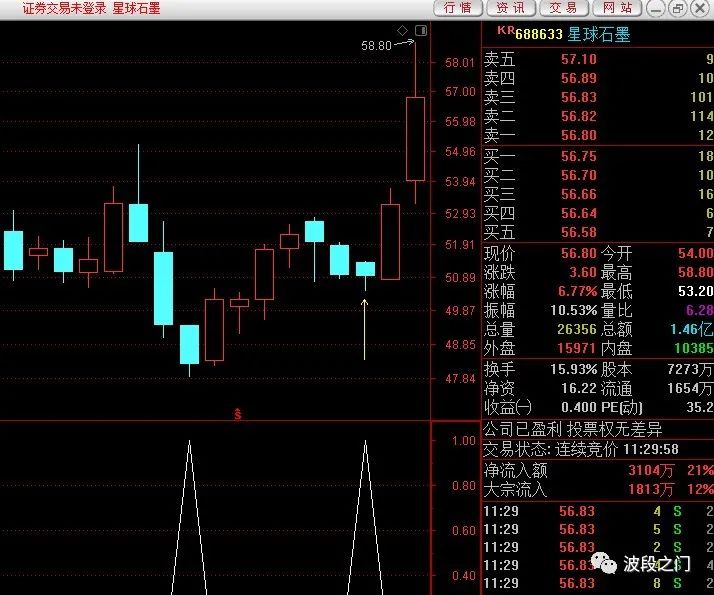 证券交易未登录 星球石墨 行情 资讯 交易 网站
KR688633 星球石墨
58.80
58.01
57.00
55.98
54.96
53.94
52.93
51.91
50.89
49.87
48.85
47.84
1.00
0.80
0.60
0.40
卖五 57.10 9
卖四 56.89 10
卖三 56.83 101
卖二 56.82 114
卖一 56.80 12
买一 56.75 18
买二 56.70 10
买三 56.66 16
买四 56.64 6
买五 56.58 7
现价 56.80 今开 54.00
涨跌 3.60 最高 58.80
涨幅 6.77% 最低 53.20
振幅 10.53% 量比 6.28
总量 26356 总额 1.46亿
外盘 15971 内盘 10385
换手 15.93% 股本 7273万
净资 16.22 流通 1654万
收益(一) 0.400 PE(动) 35.2
公司已盈利 投票权无差异
交易状态: 连续竞价 11:29:58
净流入额 3104万 21%
大宗流入 1813万 12%
11:29 56.83 4 S 2
11:29 56.83 5 S 2
11:29 56.83 2 S 2
11:29 56.83 4 S
11:29 56.83 8 S 2
波段之门